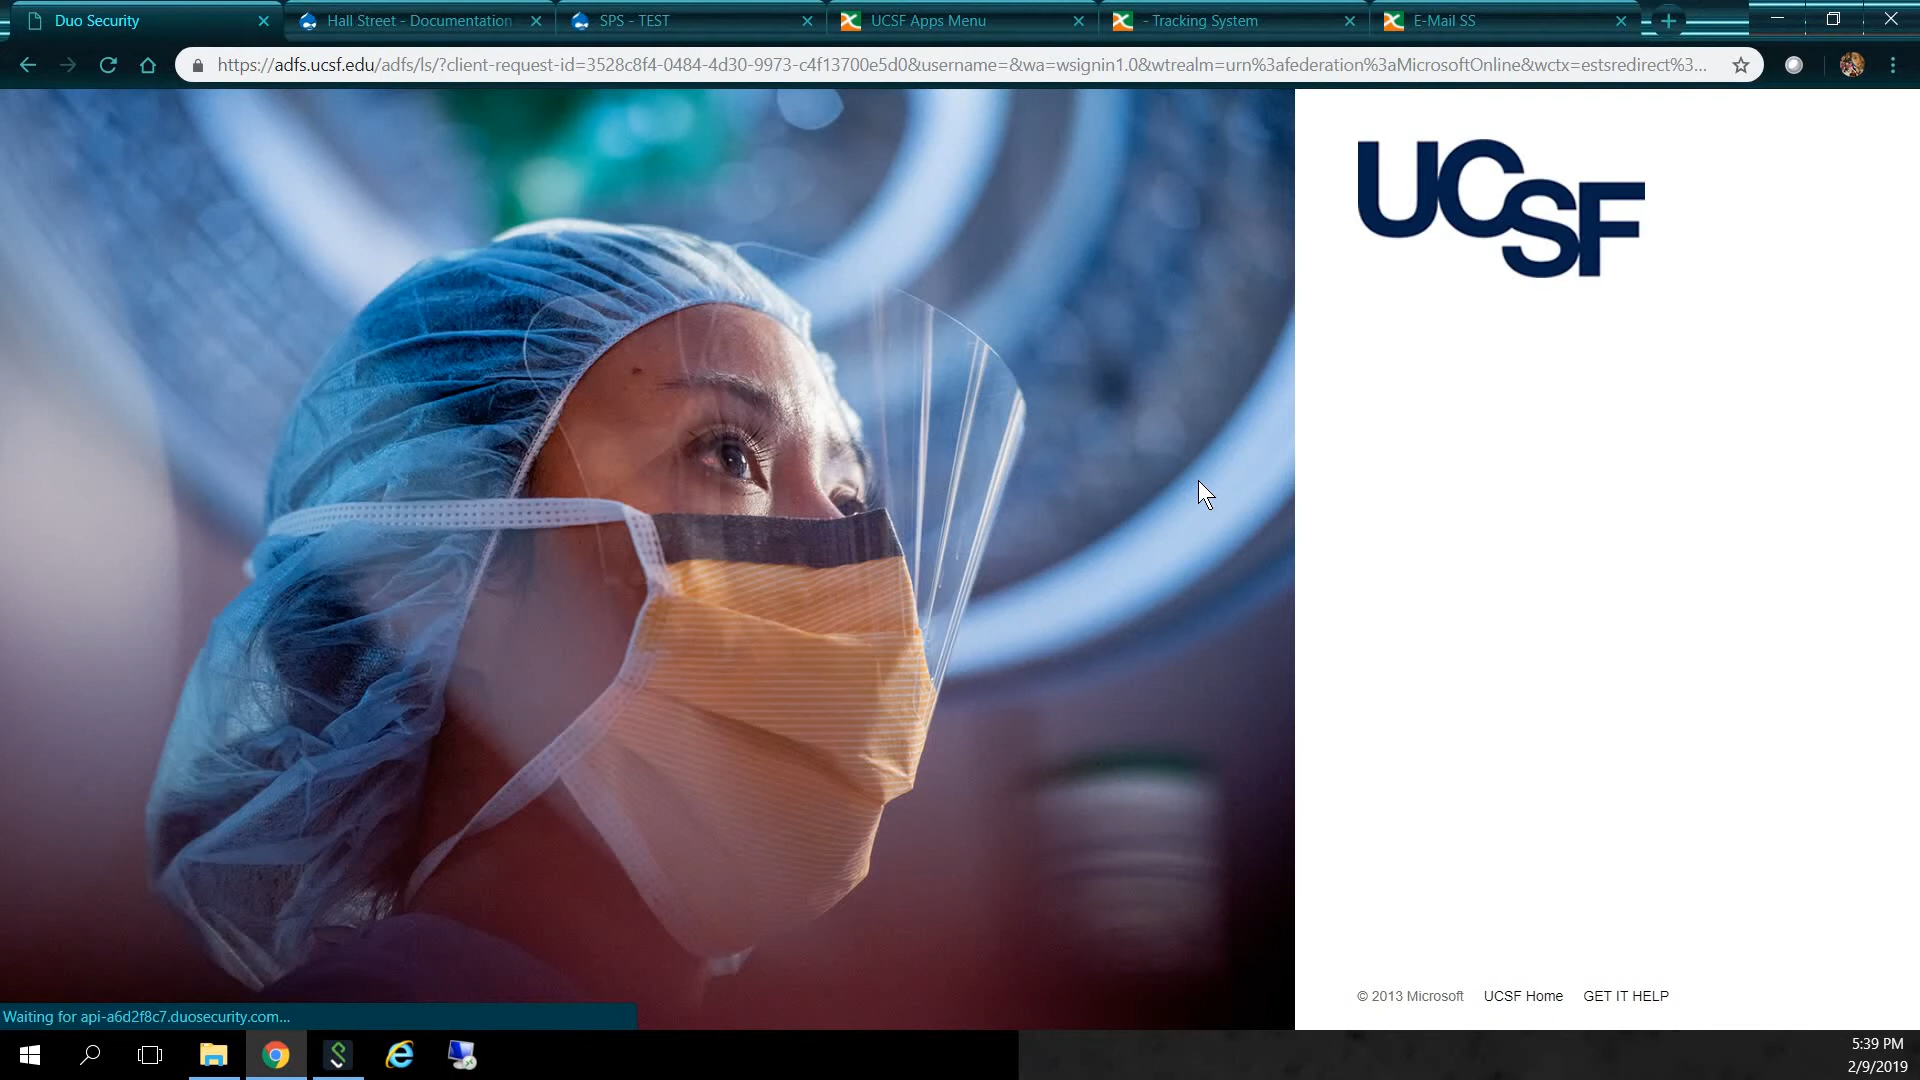 Duo Security
Hall Street - Documentation
SPS - TEST
UCSF Apps Menu
- Tracking System
E-Mail SS
https://adfs.ucsf.edu/adfs/ls/?client-request-id=3528c8f4-0484-4d30-9973-c4f13700e5d0&username=&wa=wsignin1.0&wtrealm=urn%3afederation%3aMicrosoftOnline&wctx=estsredirect%3...
UCSF
© 2013 Microsoft UCSF Home GET IT HELP
Waiting for api-a6d2f8c7.duosecurity.com...
5:39 PM
2/9/2019